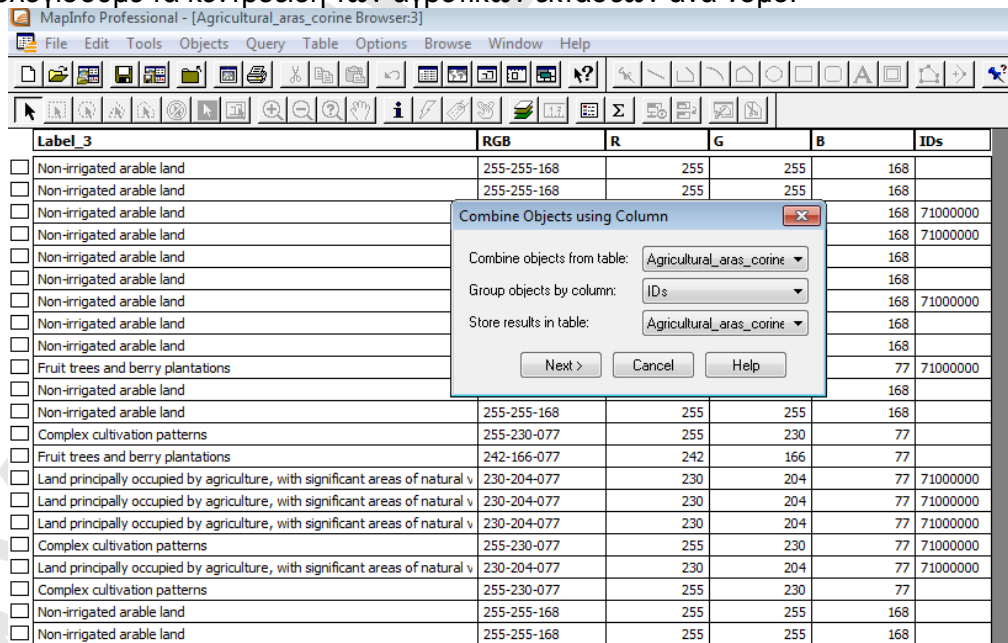 τα κεντροειδή των αγροτικών εκτάσεων ανά νομό.
MapInfo Professional - [Agricultural_aras_corine Browser:3]
File Edit Tools Objects Query Table Options Browse Window Help
Label_3 RGB R G B IDs
Non-irrigated arable land 255-255-168 255 255 168
Non-irrigated arable land 255-255-168 255 255 168
Non-irrigated arable land 168 71000000
Non-irrigated arable land 168 71000000
Non-irrigated arable land 168
Non-irrigated arable land 168
Non-irrigated arable land 168 71000000
Non-irrigated arable land 168
Non-irrigated arable land 168
Fruit trees and berry plantations 77 71000000
Non-irrigated arable land 168
Non-irrigated arable land 255-255-168 255 255 168
Complex cultivation patterns 255-230-077 255 230 77
Fruit trees and berry plantations 242-166-077 242 166 77
Land principally occupied by agriculture, with significant areas of natural v 230-204-077 230 204 77 71000000
Land principally occupied by agriculture, with significant areas of natural v 230-204-077 230 204 77 71000000
Land principally occupied by agriculture, with significant areas of natural v 230-204-077 230 204 77 71000000
Complex cultivation patterns 255-230-077 255 230 77 71000000
Land principally occupied by agriculture, with significant areas of natural v 230-204-077 230 204 77 71000000
Complex cultivation patterns 255-230-077 255 230 77
Non-irrigated arable land 255-255-168 255 255 168
Non-irrigated arable land 255-255-168 255 255 168
Combine Objects using Column
Combine objects from table: Agricultural_aras_corine
Group objects by column: IDs
Store results in table: Agricultural_aras_corine
Next > Cancel Help